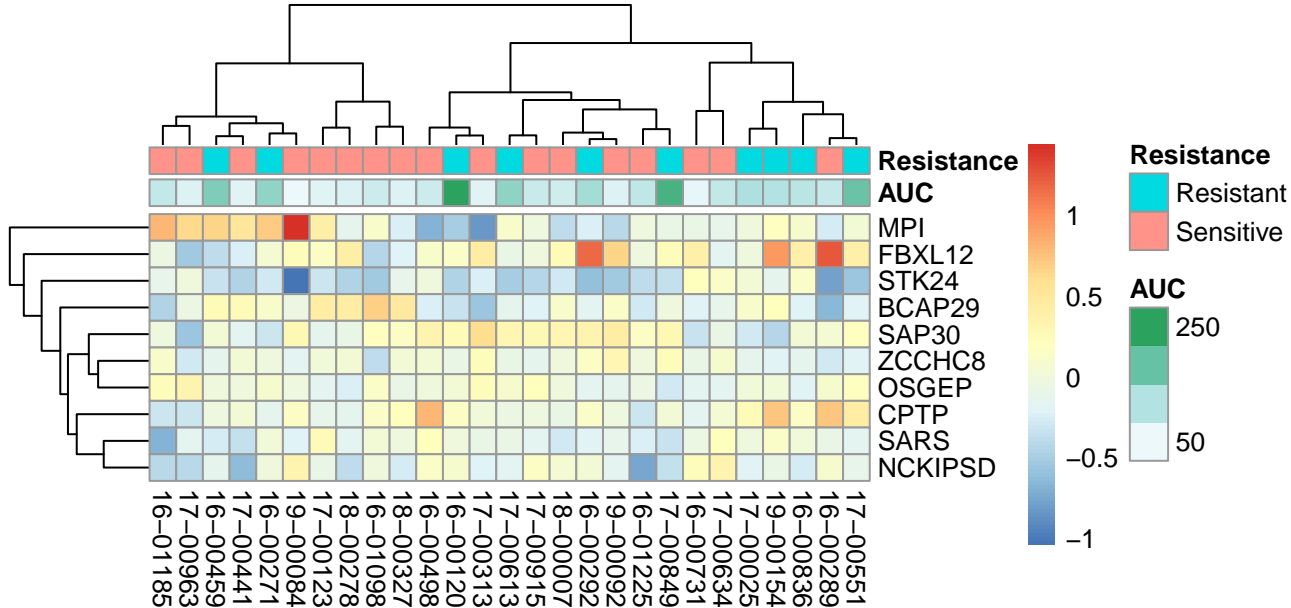 Resistance
AUC
MPI
FBXL12
STK24
BCAP29
SAP30
ZCCHC8
OSGEP
CPTP
SARS
NCKIPSD
16−01185
17−00963
16−00459
17−00441
16−00271
19−00084
17−00123
18−00278
16−01098
18−00327
16−00498
16−00120
17−00313
17−00613
17−00915
18−00007
16−00292
19−00092
16−01225
17−00849
16−00731
17−00634
17−00025
19−00154
16−00836
16−00289
17−00551
1
0.5
0
−0.5
−1
Resistance
Resistant
Sensitive
AUC
250
50